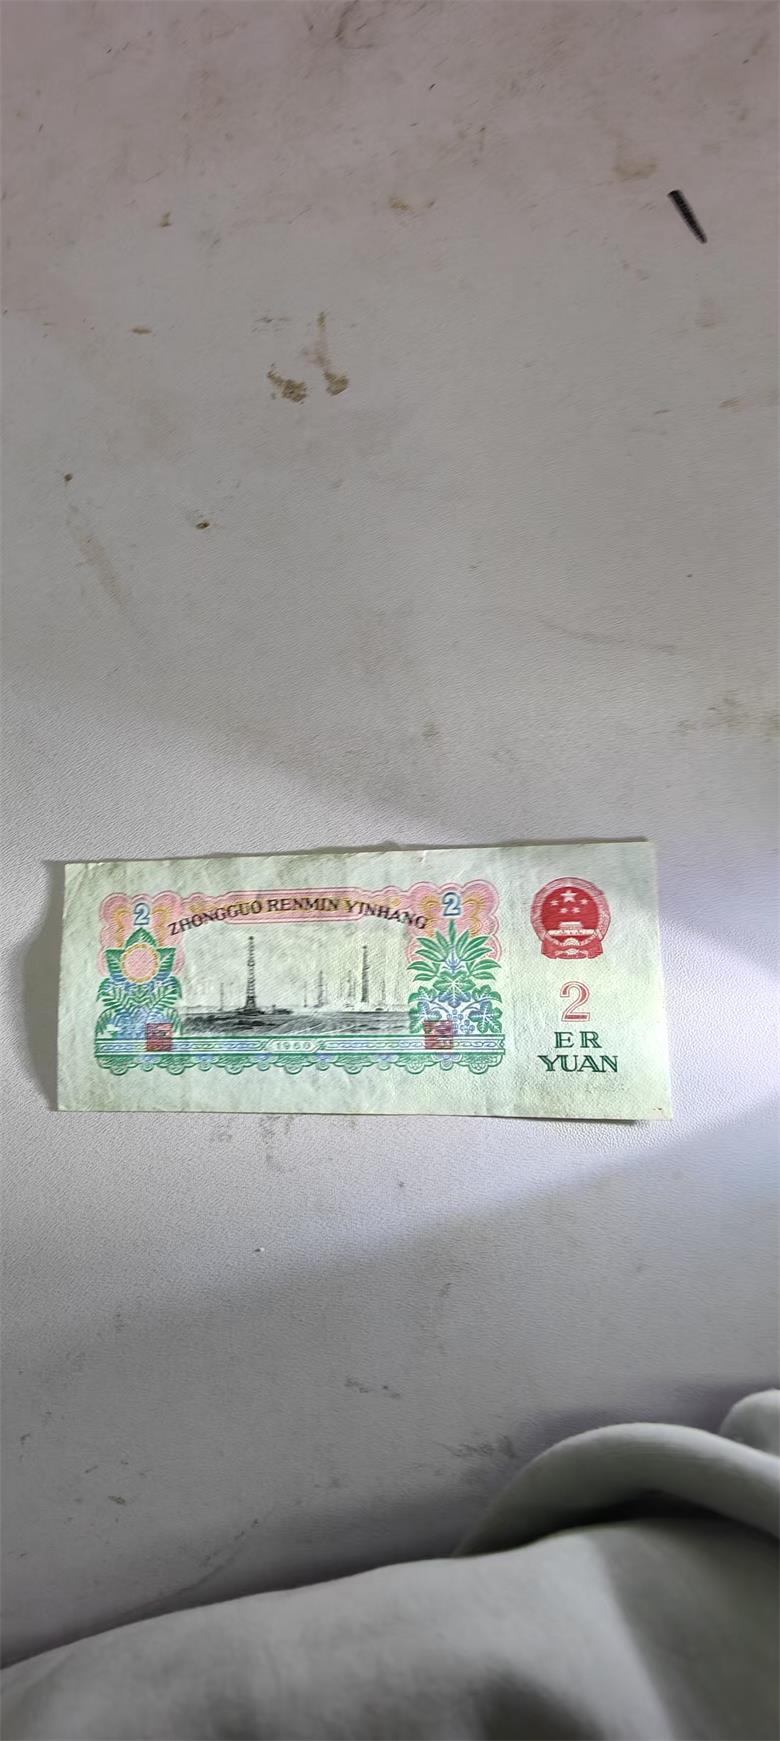 2 ZHONGGUO RENMIN YINHANG 2
1960
2
ER
YUAN